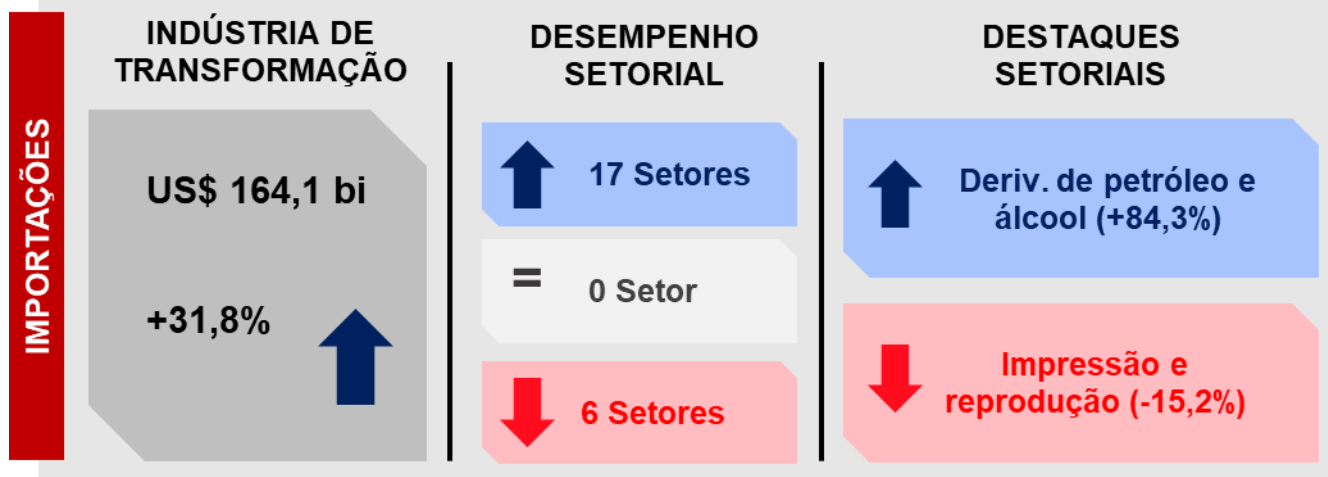 IMPORTAÇÕES
INDÚSTRIA DE
TRANSFORMAÇÃO
US$ 164,1 bi
+31,8%
DESEMPENHO
SETORIAL
17 Setores
=
0 Setor
6 Setores
DESTAQUES
SETORIAIS
Deriv. de petróleo e
álcool (+84,3%)
Impressão e
reprodução (-15,2%)